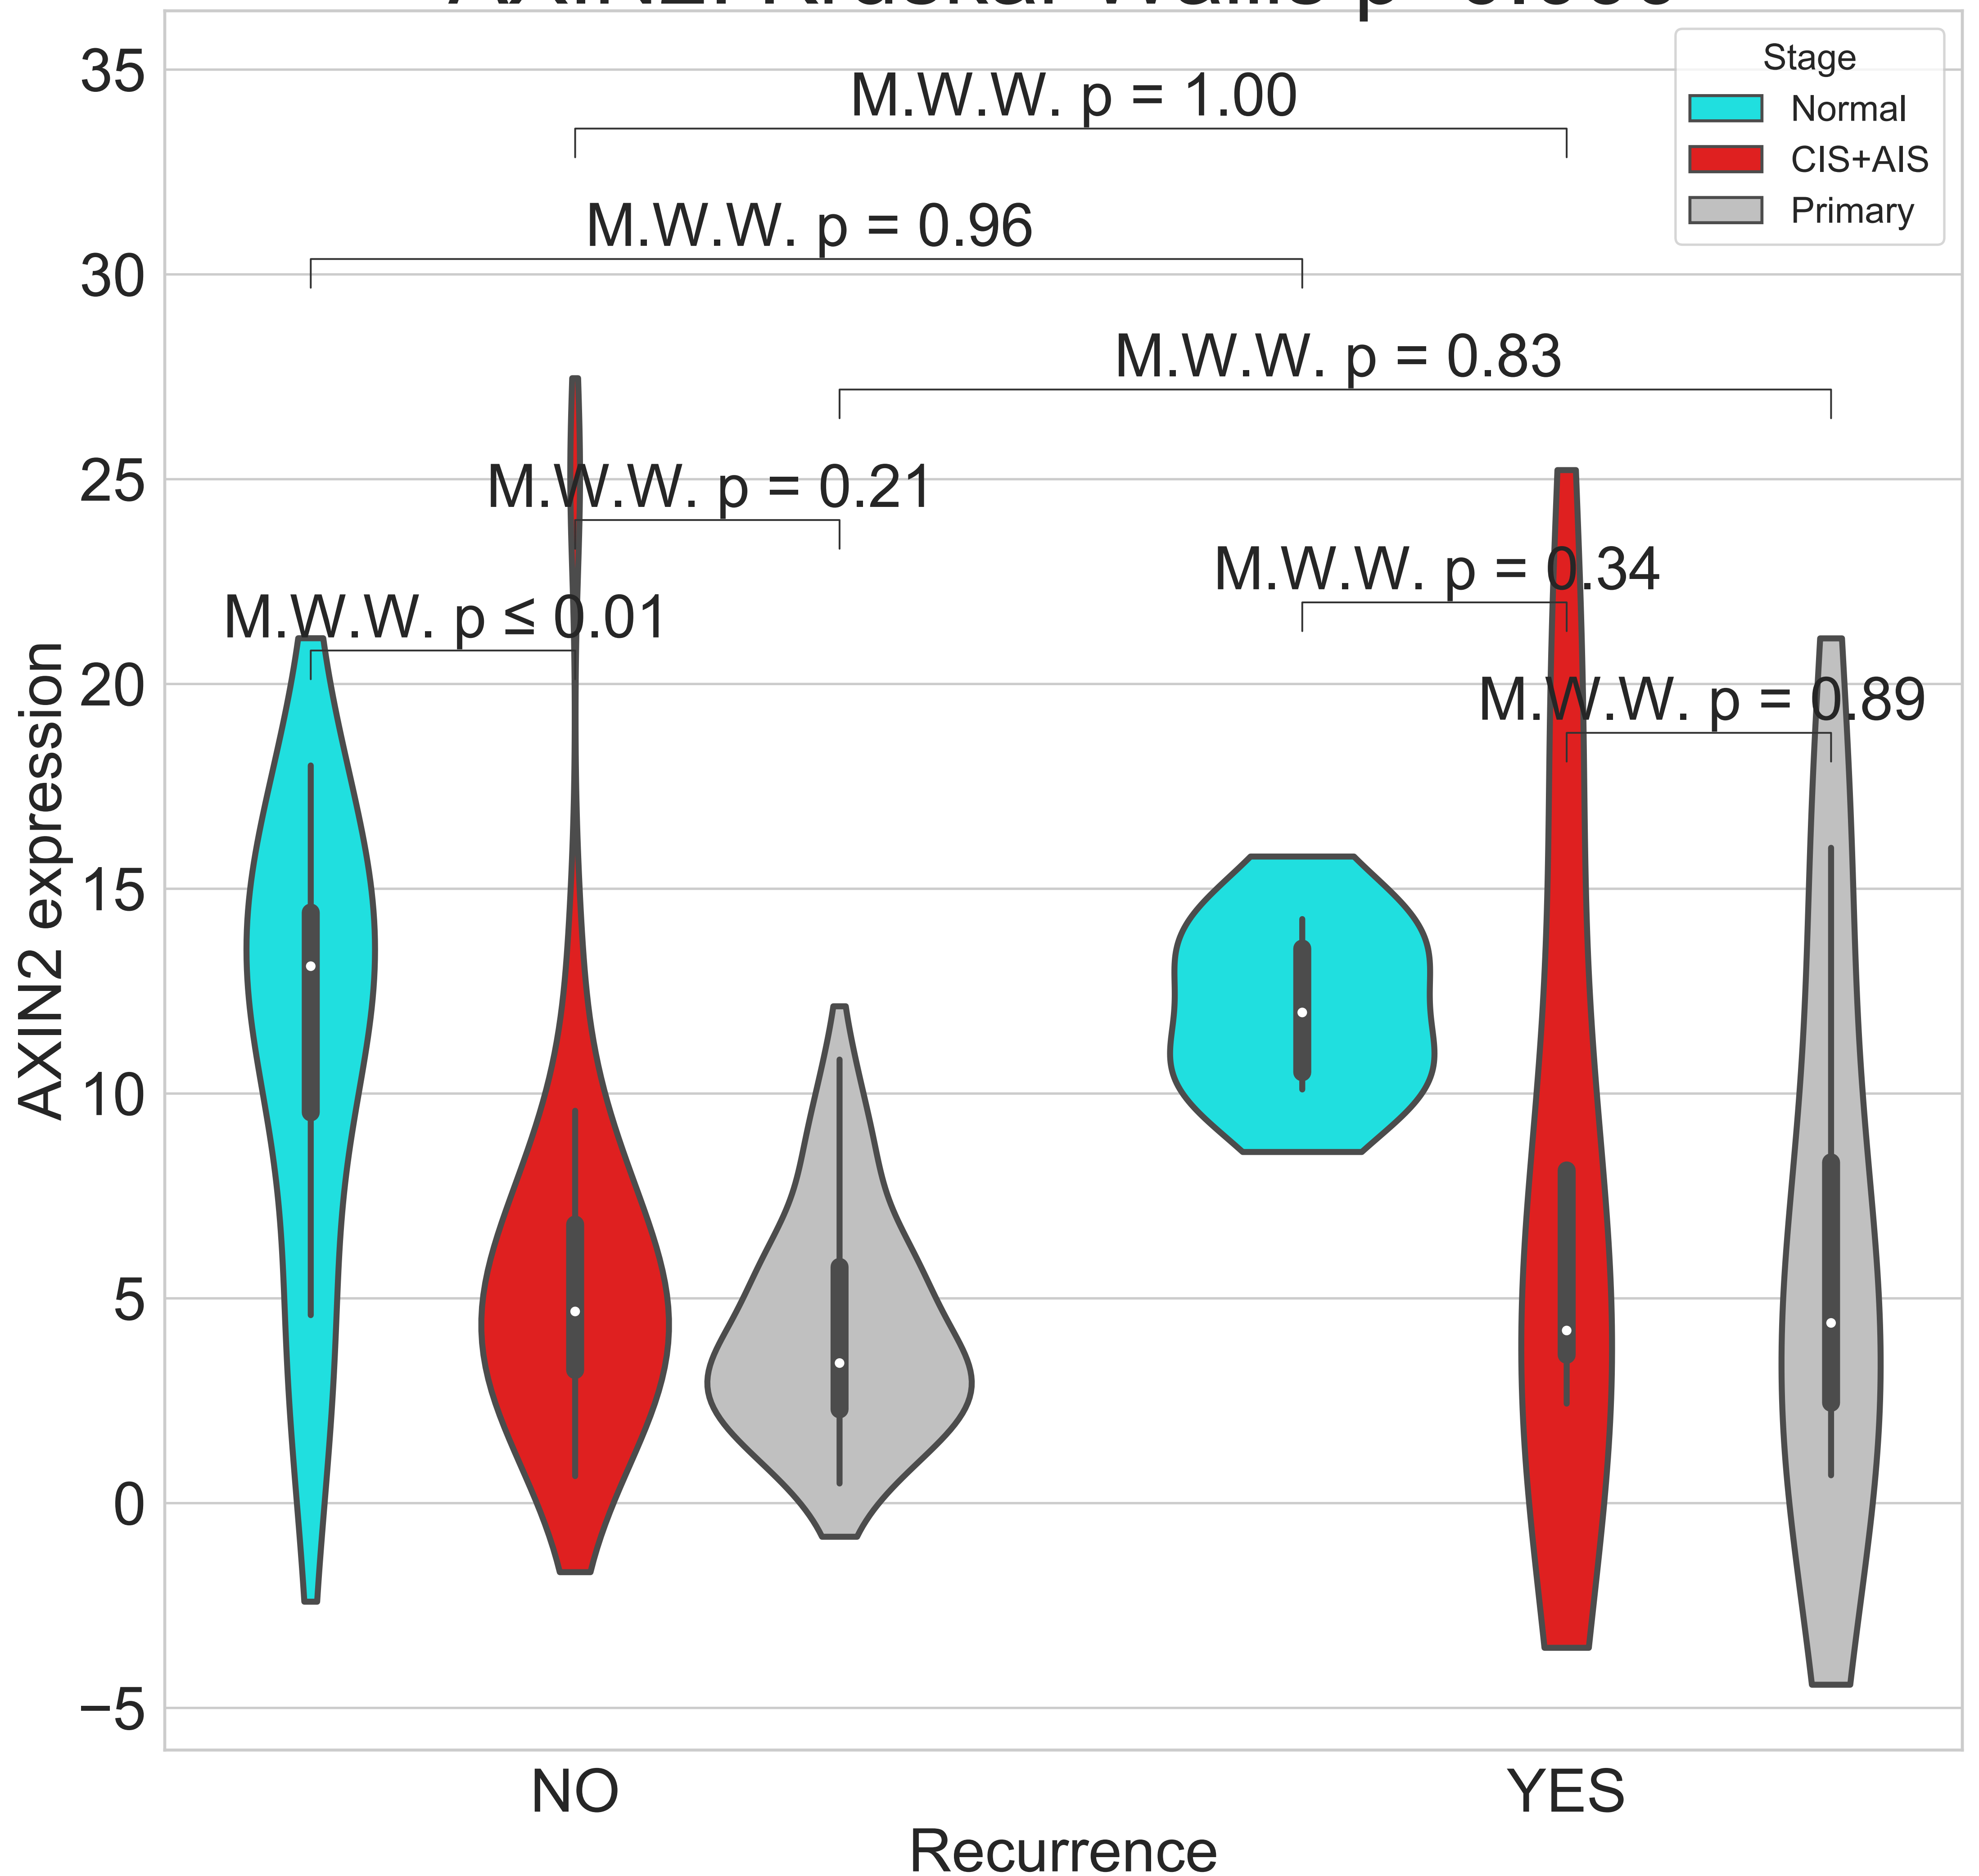 Stage
Normal
CIS+AIS
Primary
M.W.W. p = 1.00
M.W.W. p = 0.96
M.W.W. p = 0.83
M.W.W. p = 0.21
M.W.W. p = 0.34
M.W.W. p ≤ 0.01
M.W.W. p = 0.89
AXIN2 expression
35
30
25
20
15
10
5
0
−5
NO
YES
Recurrence